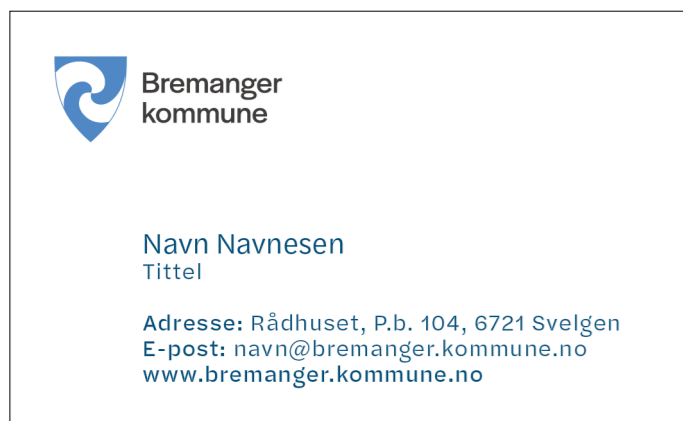 Bremanger
kommune
Navn Navnesen
Tittel
Adresse: Rådhuset, P.b. 104, 6721 Svelgen
E-post: navn@bremanger.kommune.no
www.bremanger.kommune.no